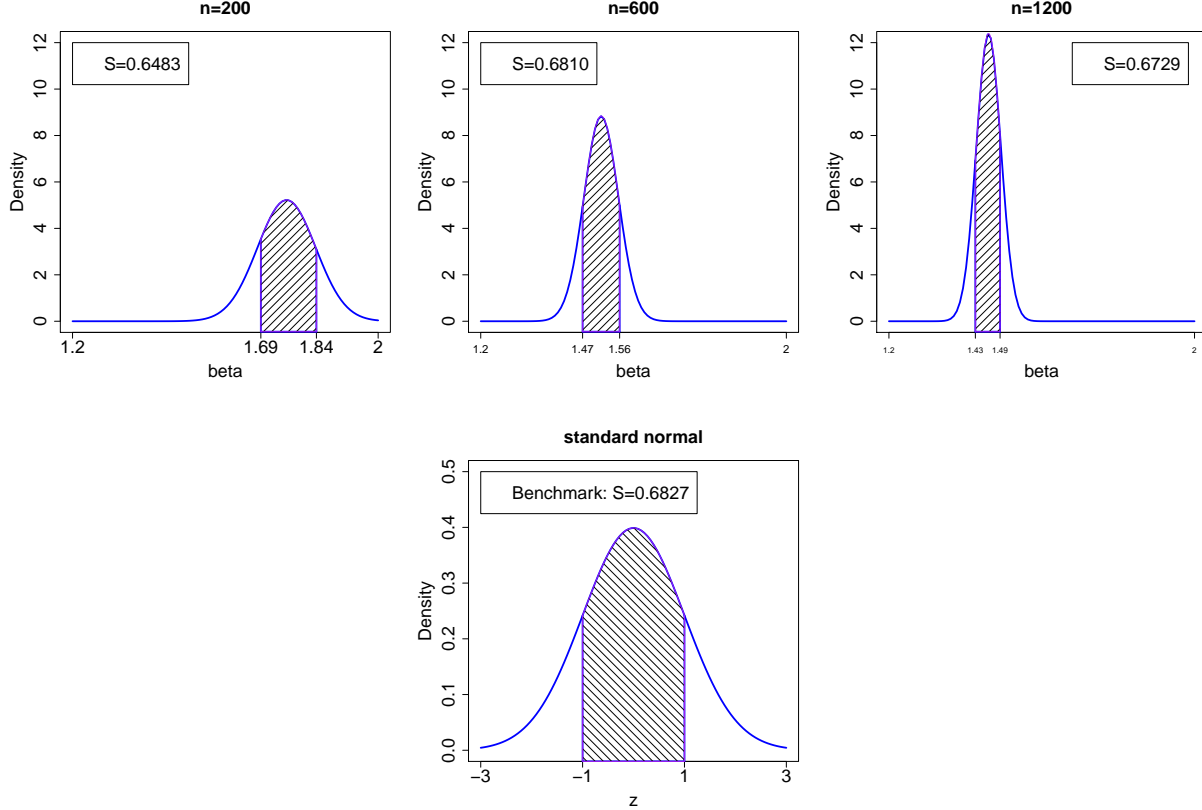 n=200
S=0.6483
Density
0 2 4 6 8 10 12
1.2 1.69 1.84 2
beta
n=600
S=0.6810
Density
0 2 4 6 8 10 12
1.2 1.47 1.56 2
beta
n=1200
S=0.6729
Density
0 2 4 6 8 10 12
1.2 1.43 1.49 2
beta
standard normal
Benchmark: S=0.6827
Density
0.0 0.1 0.2 0.3 0.4 0.5
−3 −1 1 3
z